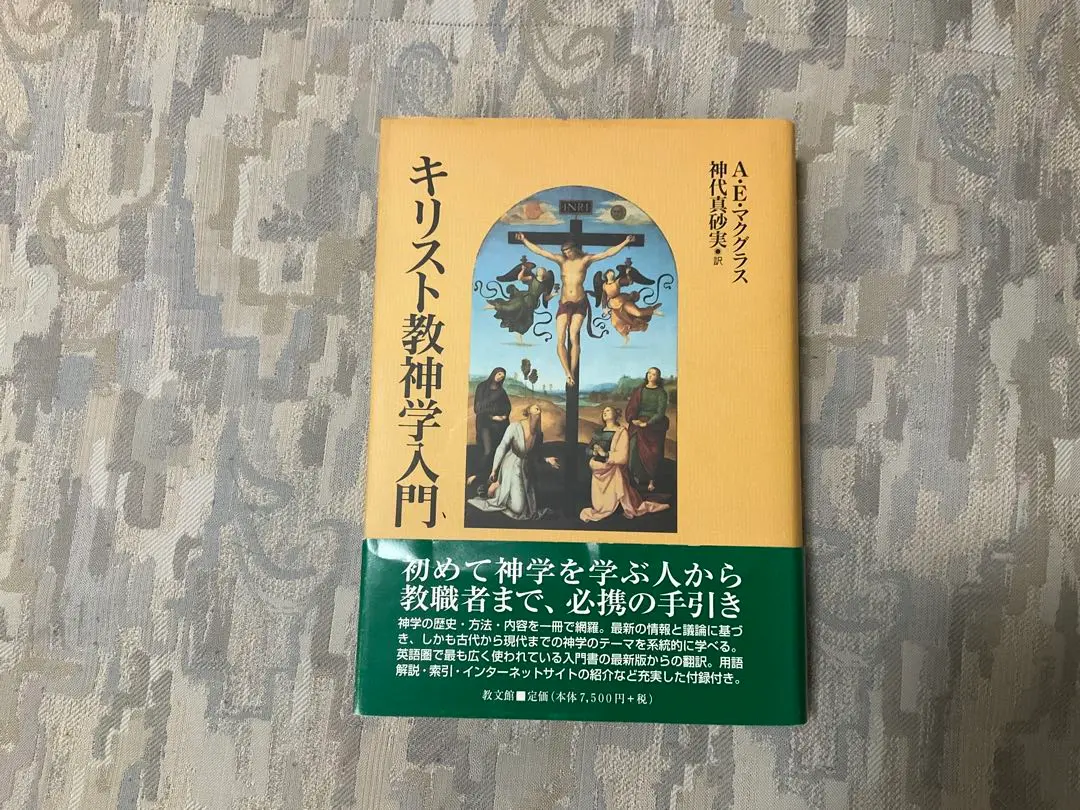 A・E・マクグラス
神代真砂実●訳
キリスト教神学入門
INRI
初めて神学を学ぶ人から
教職者まで、必携の手引き
神学の歴史・方法・内容を一冊で網羅。最新の情報と議論に基づ
き、しかも古代から現代までの神学のテーマを系統的に学べる。
英語圏で最も広く使われている入門書の最新版からの翻訳。用語
解説・索引・インターネットサイトの紹介など充実した付録付き。
教文館■定価(本体7,500円+税)